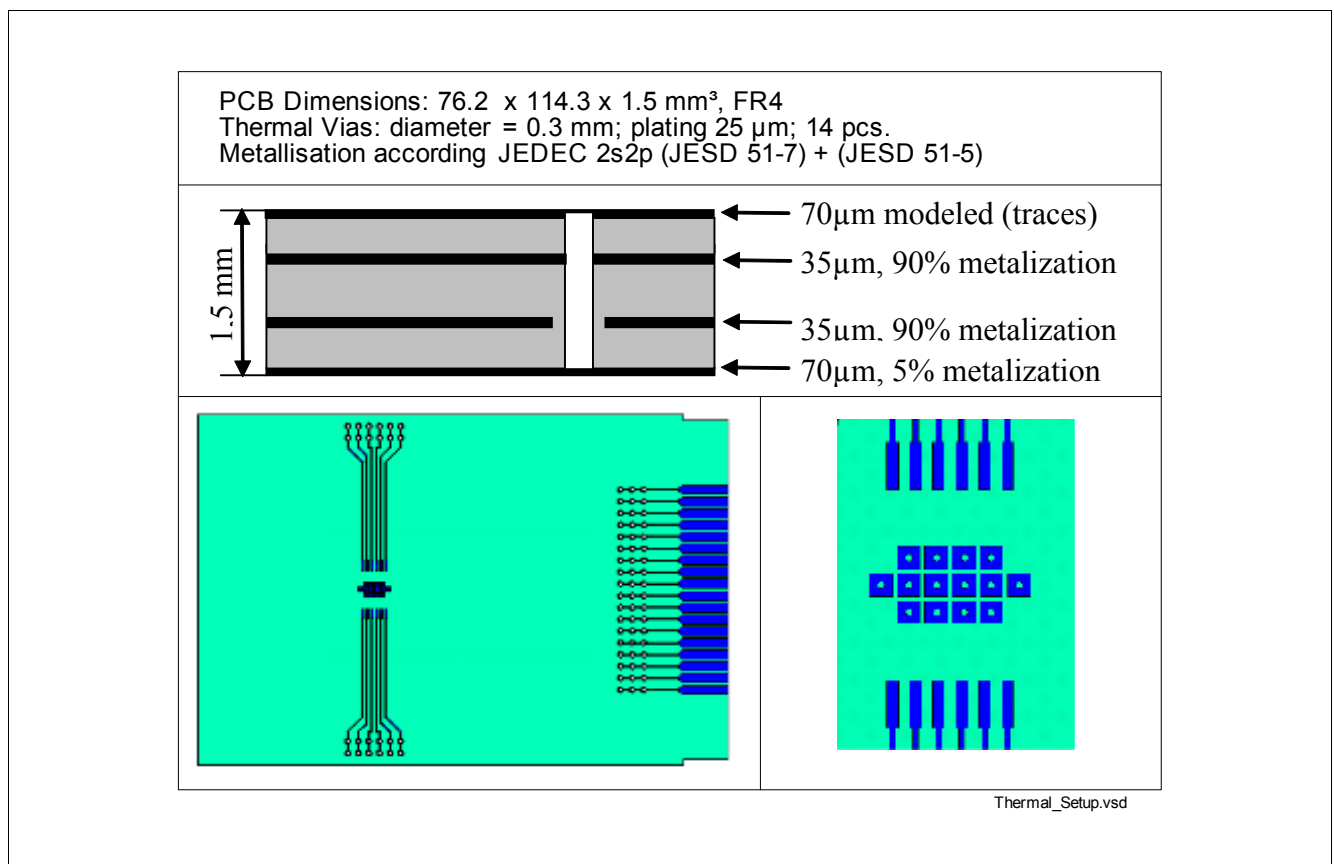 PCB Dimensions: 76.2 x 114.3 x 1.5 mm³, FR4
Thermal Vias: diameter = 0.3 mm; plating 25 µm; 14 pcs.
Metallisation according JEDEC 2s2p (JESD 51-7) + (JESD 51-5)
1.5 mm
70µm modeled (traces)
35µm, 90% metalization
35µm, 90% metalization
70µm, 5% metalization
Thermal_Setup.vsd